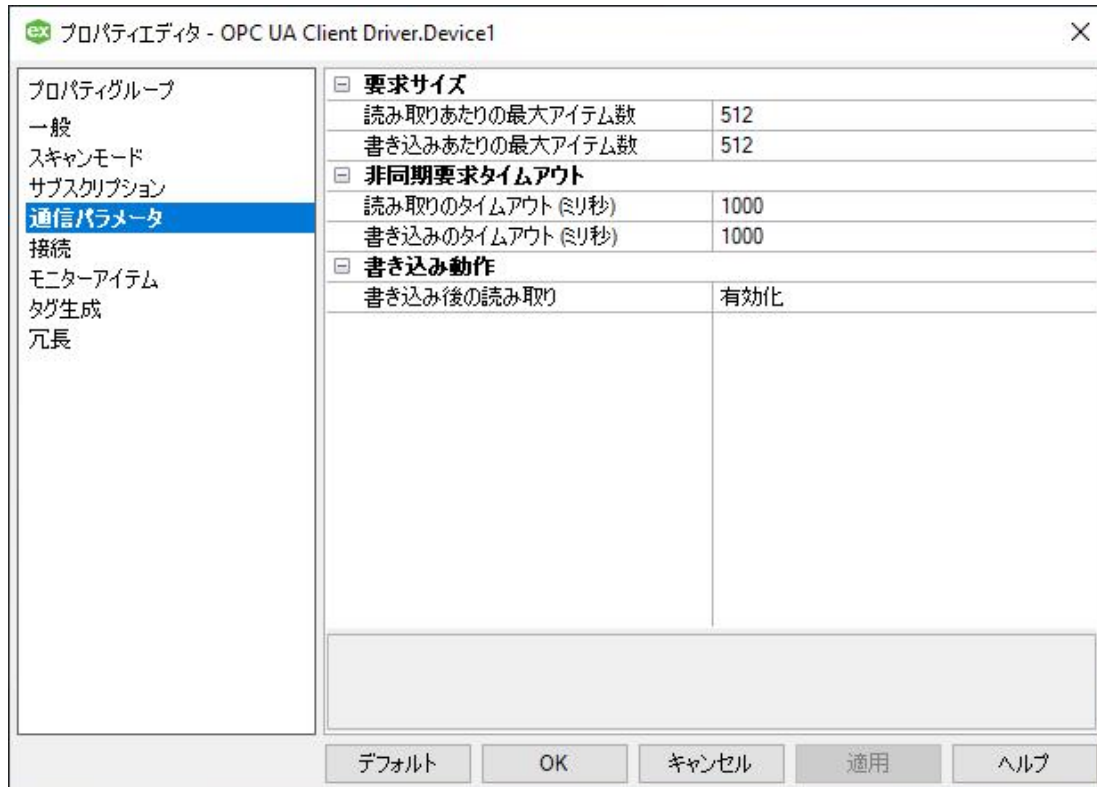 ex プロパティエディタ - OPC UA Client Driver.Device1
プロパティグループ
一般
スキャンモード
サブスクリプション
通信パラメータ
接続
モニターアイテム
タグ生成
冗長
要求サイズ
読み取りあたりの最大アイテム数 512
書き込みあたりの最大アイテム数 512
非同期要求タイムアウト
読み取りのタイムアウト (ミリ秒) 1000
書き込みのタイムアウト (ミリ秒) 1000
書き込み動作
書き込み後の読み取り 有効化
デフォルト OK キャンセル 適用 ヘルプ